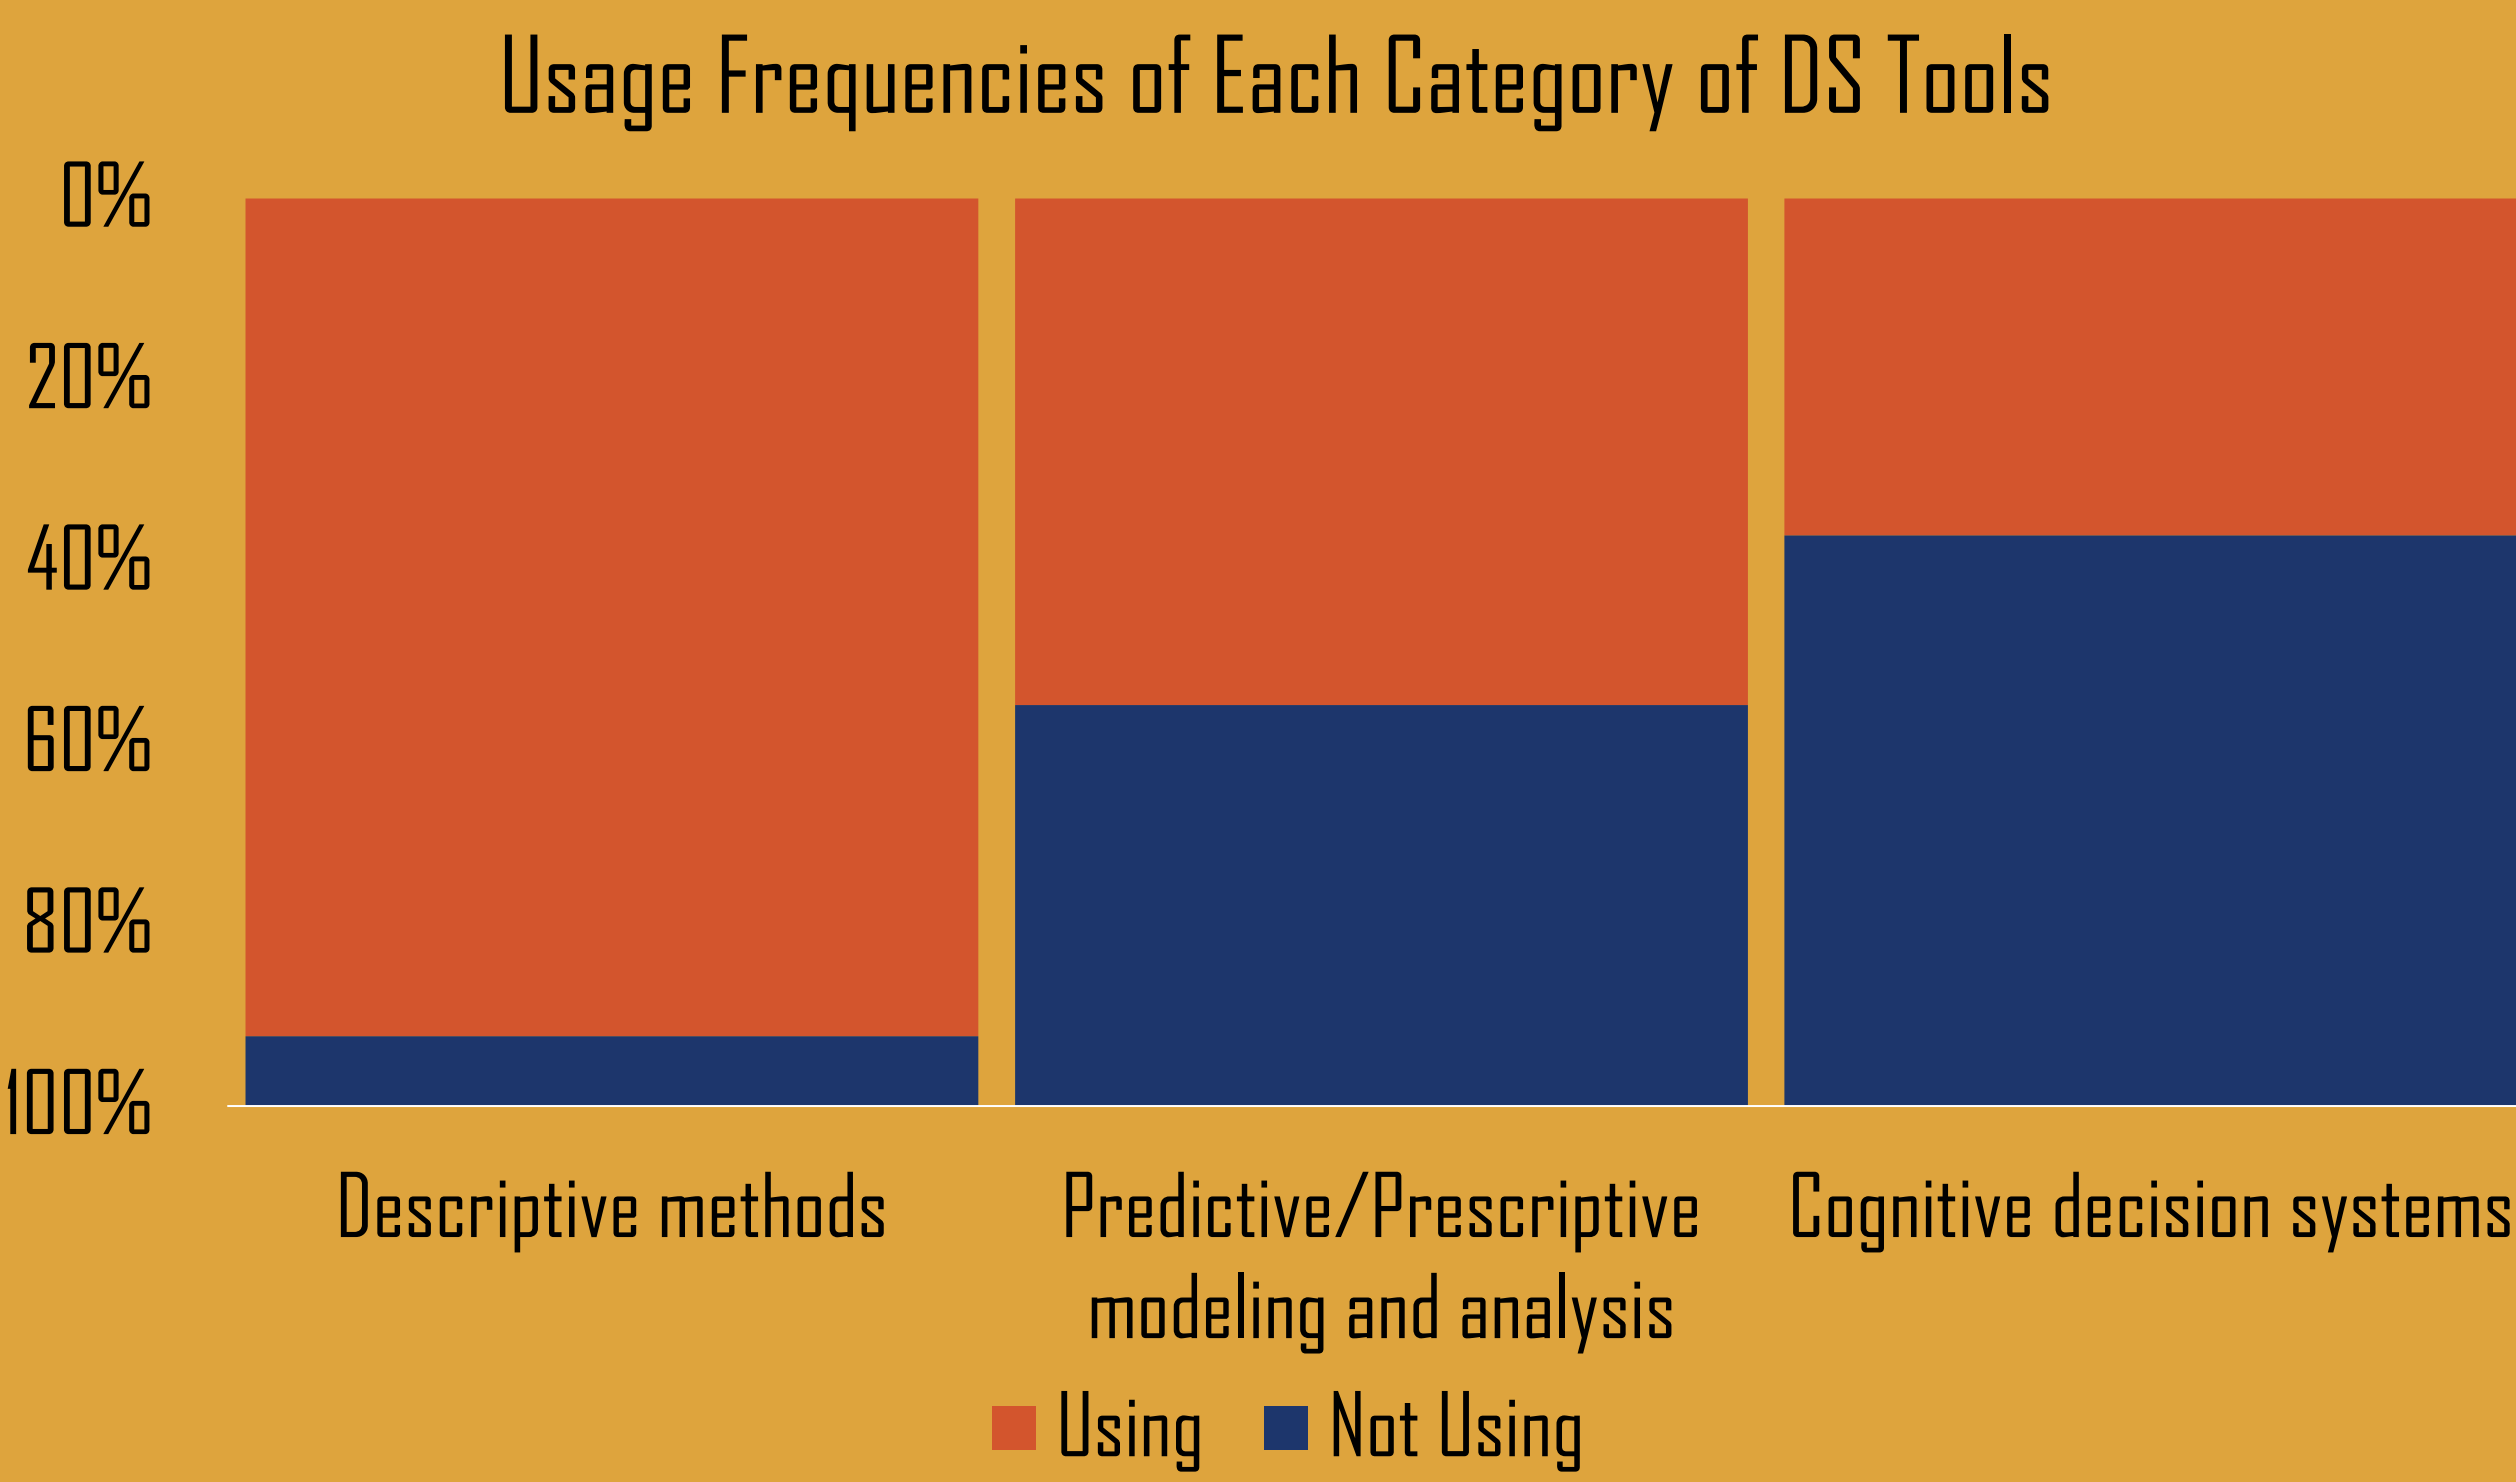 Usage Frequencies of Each Category of DS Tools
0%
20%
40%
60%
80%
100%
Descriptive methods
Predictive/Prescriptive
modeling and analysis
Cognitive decision systems
Using
Not Using